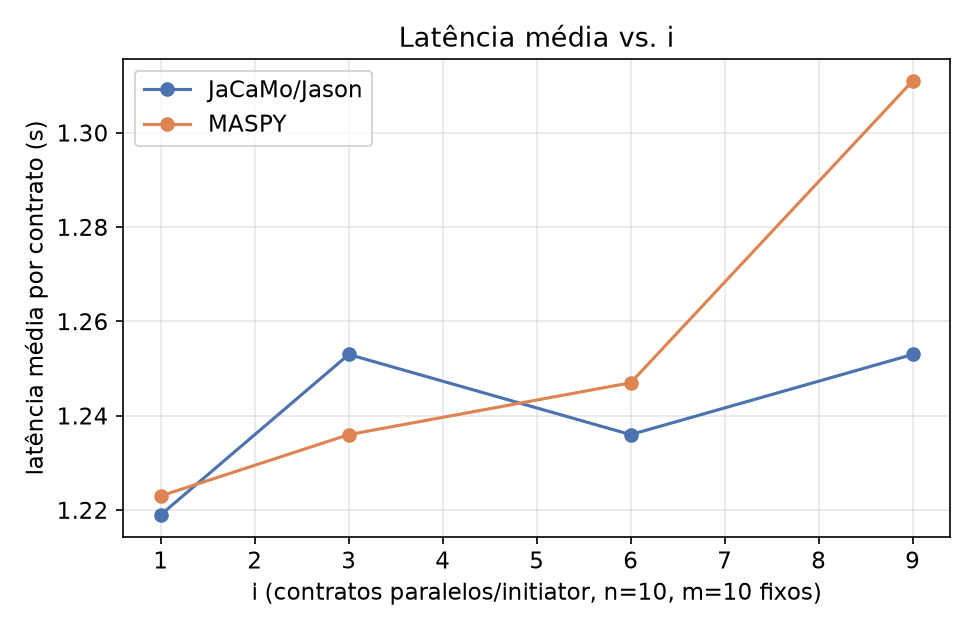 Latência média vs. i
JaCaMo/Jason
MASPY
latência média por contrato (s)
1.30
1.28
1.26
1.24
1.22
1 2 3 4 5 6 7 8 9
i (contratos paralelos/initiator, n=10, m=10 fixos)